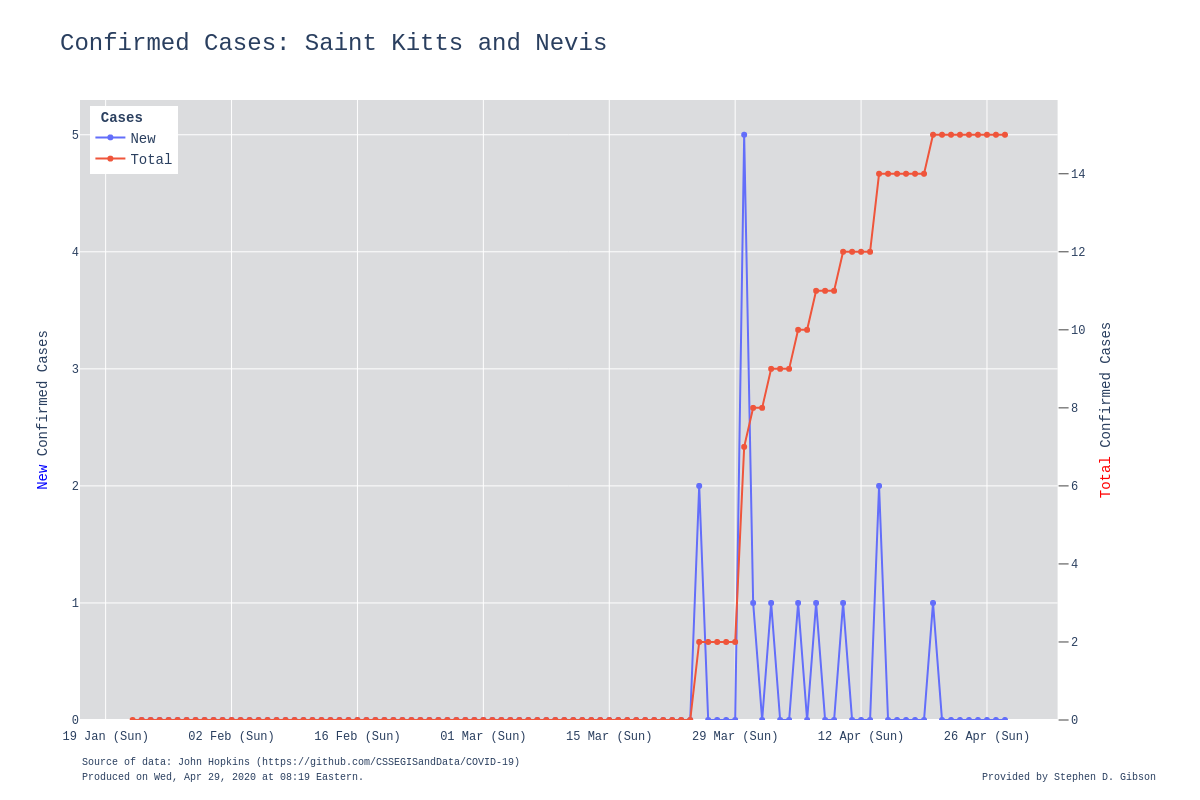 Confirmed Cases: Saint Kitts and Nevis
Cases
New
Total
5
4
3
2
1
0
14
12
10
8
6
4
2
0
New Confirmed Cases
Total Confirmed Cases
19 Jan (Sun)
02 Feb (Sun)
16 Feb (Sun)
01 Mar (Sun)
15 Mar (Sun)
29 Mar (Sun)
12 Apr (Sun)
26 Apr (Sun)
Source of data: John Hopkins (https://github.com/CSSEGISandData/COVID-19)
Produced on Wed, Apr 29, 2020 at 08:19 Eastern.
Provided by Stephen D. Gibson